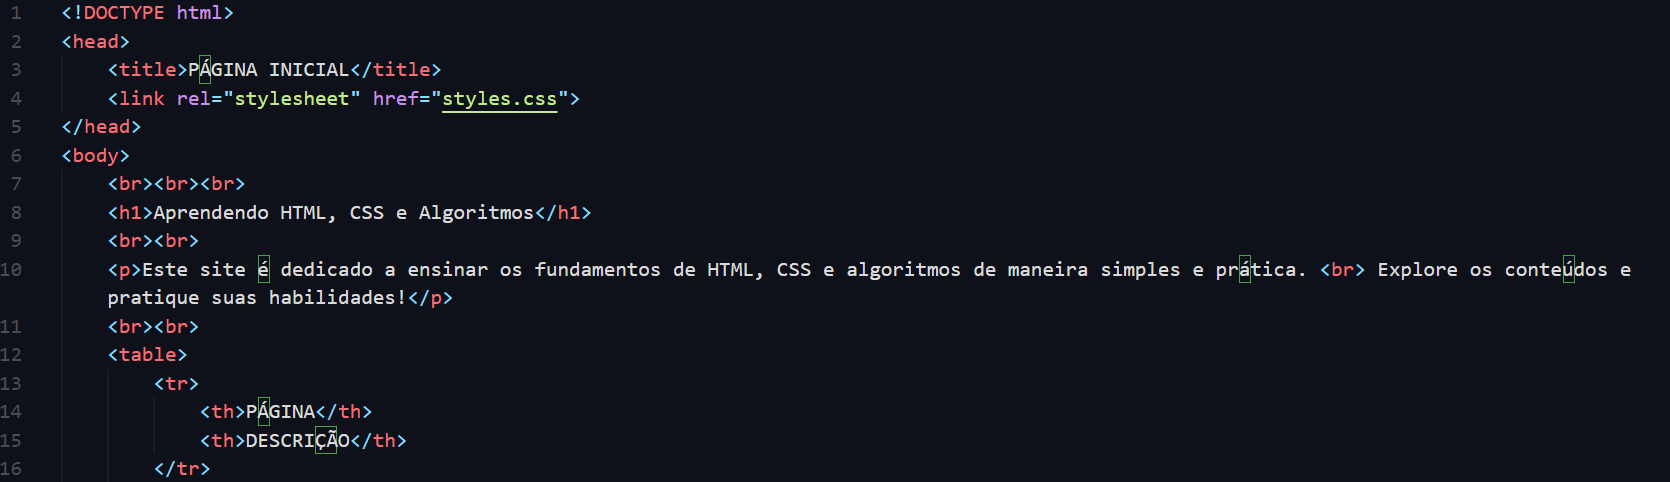 1 <!DOCTYPE html>
2 <head>
3 <title>PÁGINA INICIAL</title>
4 <link rel="stylesheet" href="styles.css">
5 </head>
6 <body>
7 <br><br><br>
8 <h1>Aprendendo HTML, CSS e Algoritmos</h1>
9 <br><br>
10 <p>Este site é dedicado a ensinar os fundamentos de HTML, CSS e algoritmos de maneira simples e prática. <br> Explore os conteúdos e
pratique suas habilidades!</p>
11 <br><br>
12 <table>
13 <tr>
14 <th>PÁGINA</th>
15 <th>DESCRIÇÃO</th>
16 </tr>